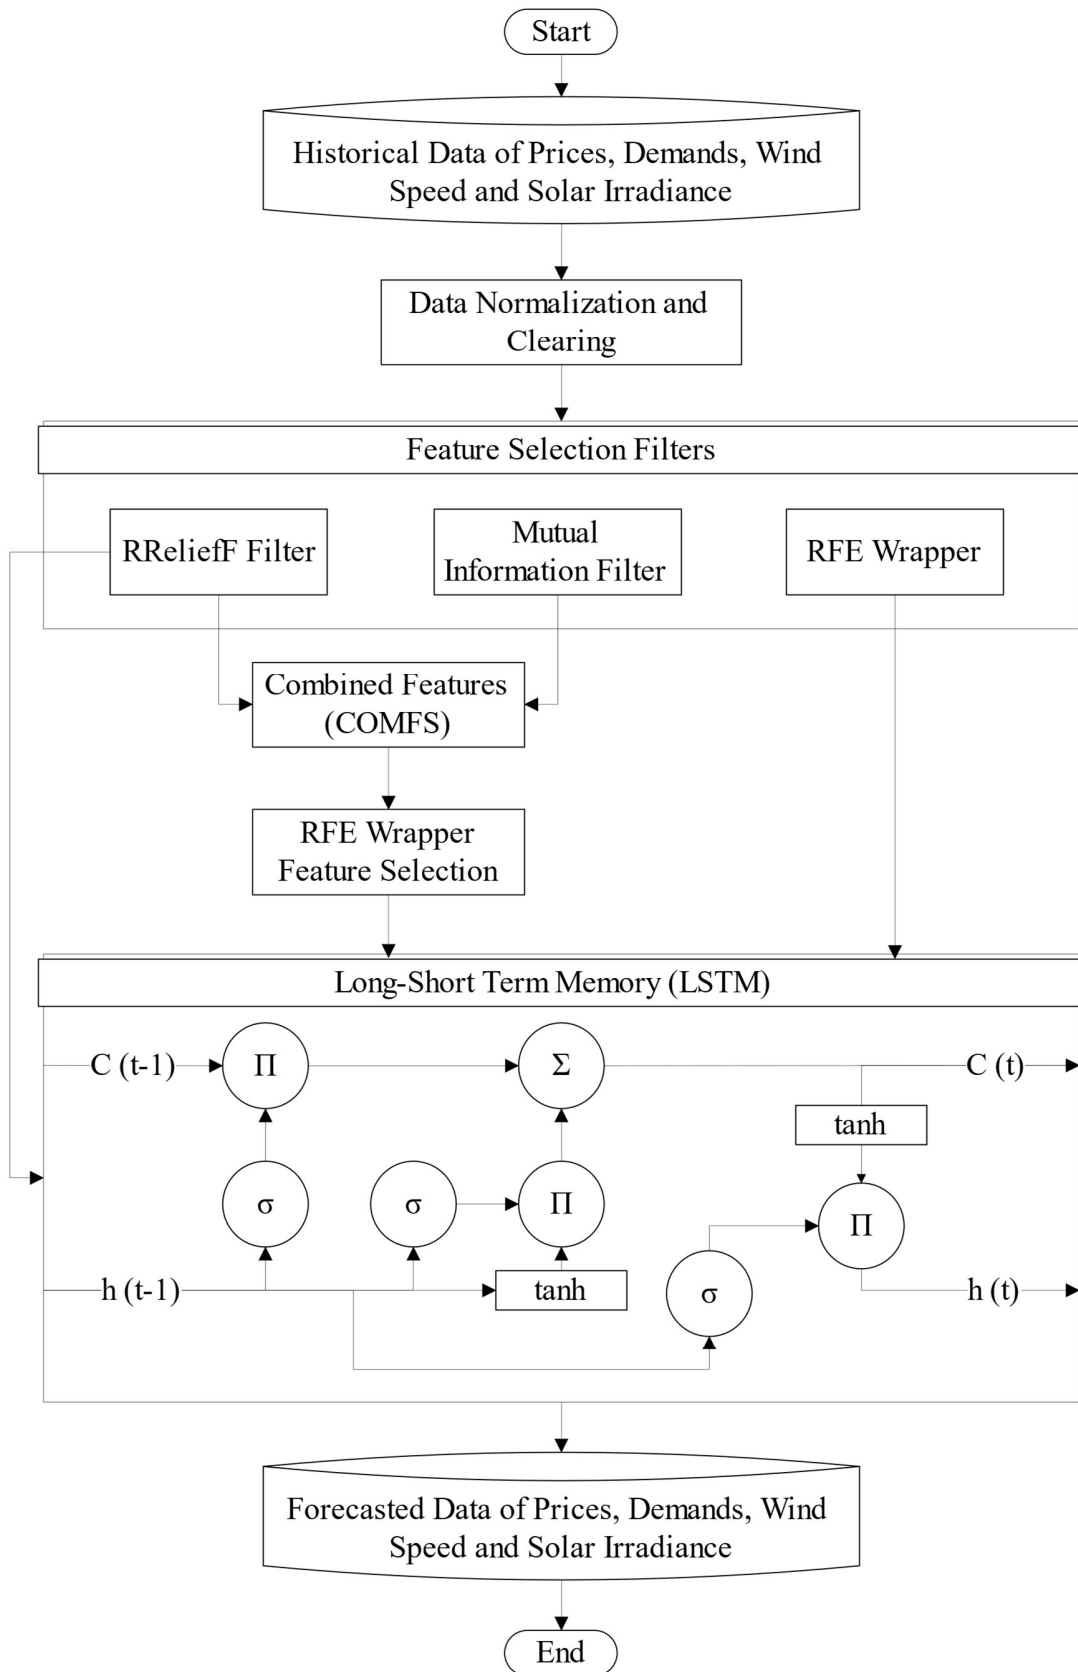 Start
Historical Data of Prices, Demands, Wind
Speed and Solar Irradiance
Data Normalization and
Clearing
Feature Selection Filters
RReliefF Filter
Mutual
Information Filter
RFE Wrapper
Combined Features
(COMFS)
RFE Wrapper
Feature Selection
Long-Short Term Memory (LSTM)
C (t-1)
Π
Σ
C (t)
tanh
σ
σ
Π
Π
h (t-1)
tanh
σ
h (t)
Forecasted Data of Prices, Demands, Wind
Speed and Solar Irradiance
End